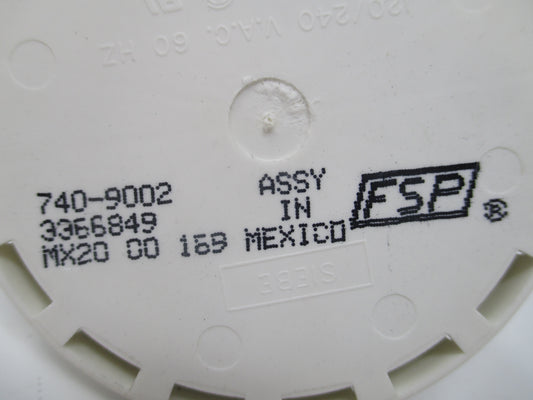 120/240 V.A.C. 60 HZ
740-9002
3366849
MX20 00 169
ASSY
IN
MEXICO
FSP ®
SIEBE